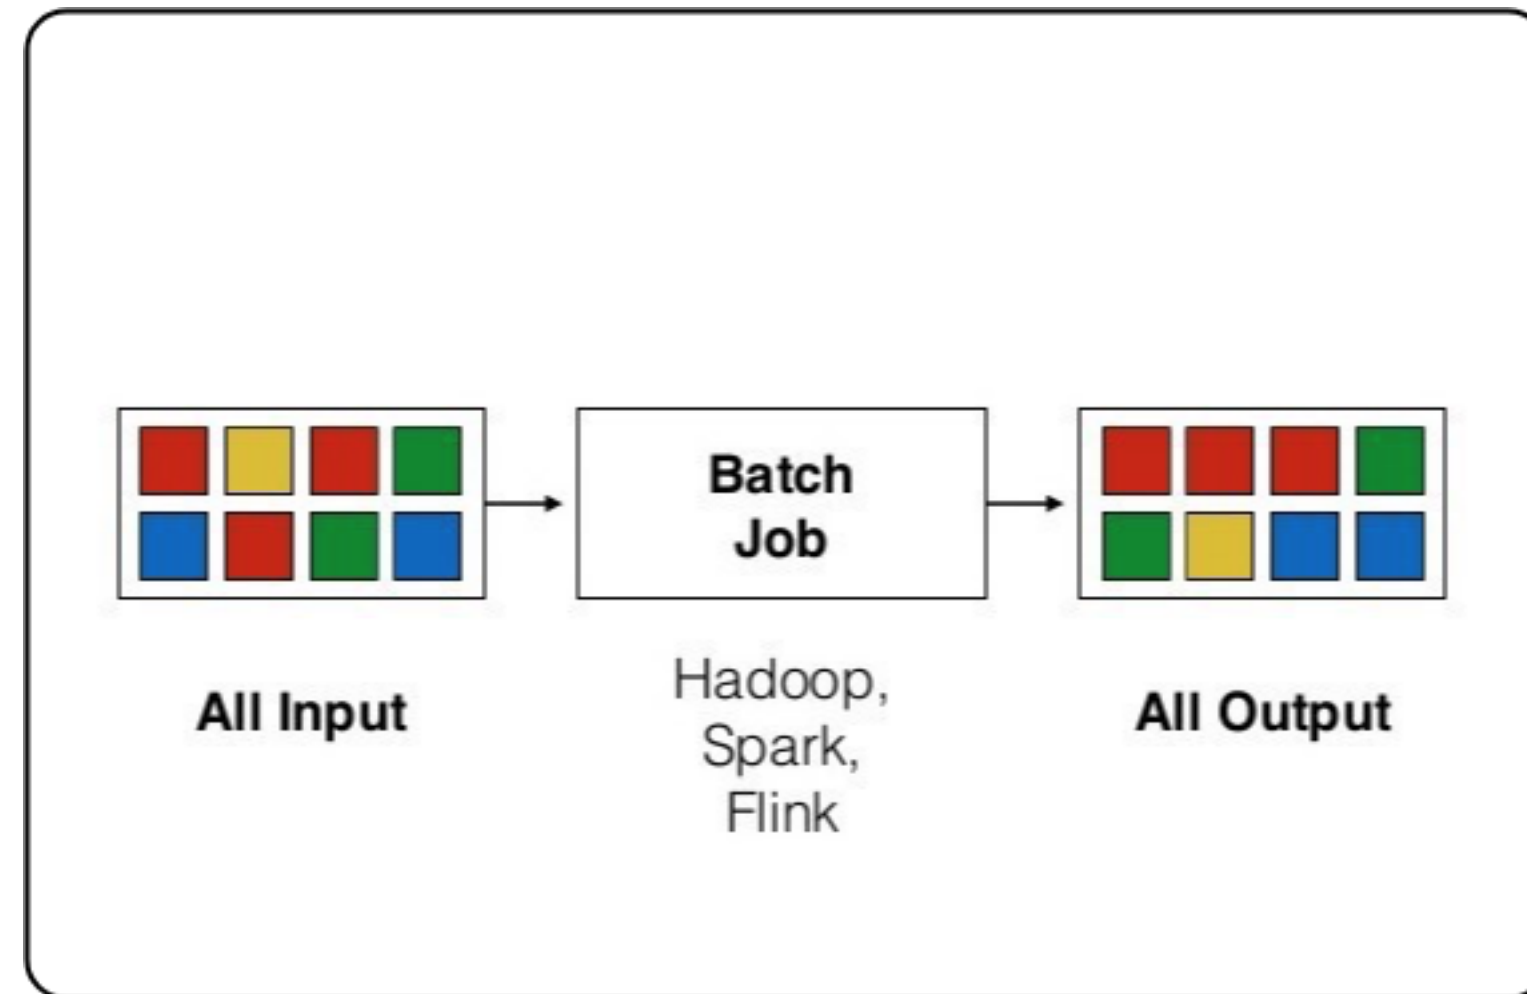 Batch
Job
All Input
Hadoop,
Spark,
Flink
All Output